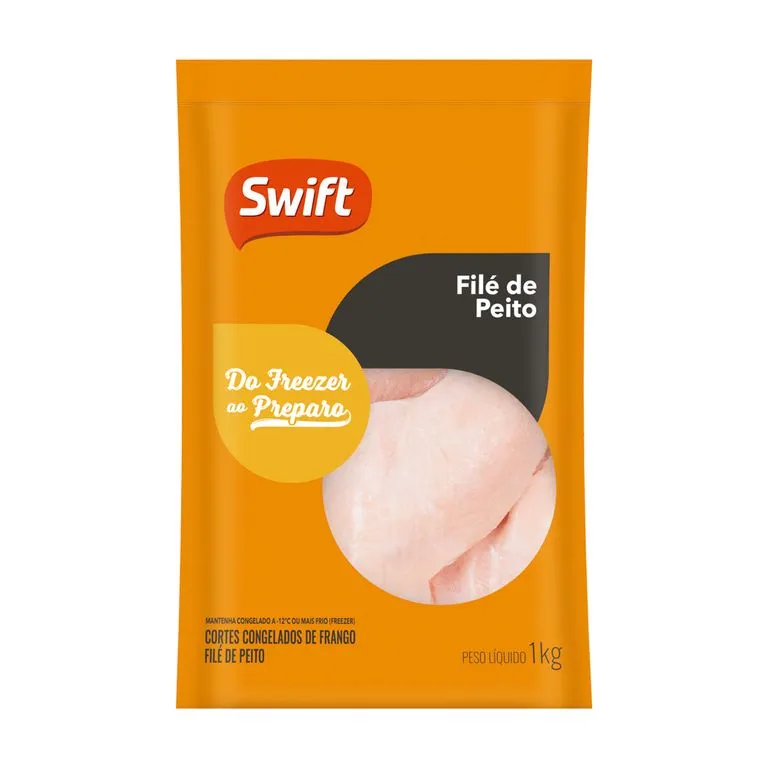 Swift
Filé de
Peito
Do Freezer
ao Preparo
MANTENHA CONGELADO A -12°C OU MAIS FRIO (FREEZER)
CORTES CONGELADOS DE FRANGO
FILÉ DE PEITO
PESO LÍQUIDO 1kg